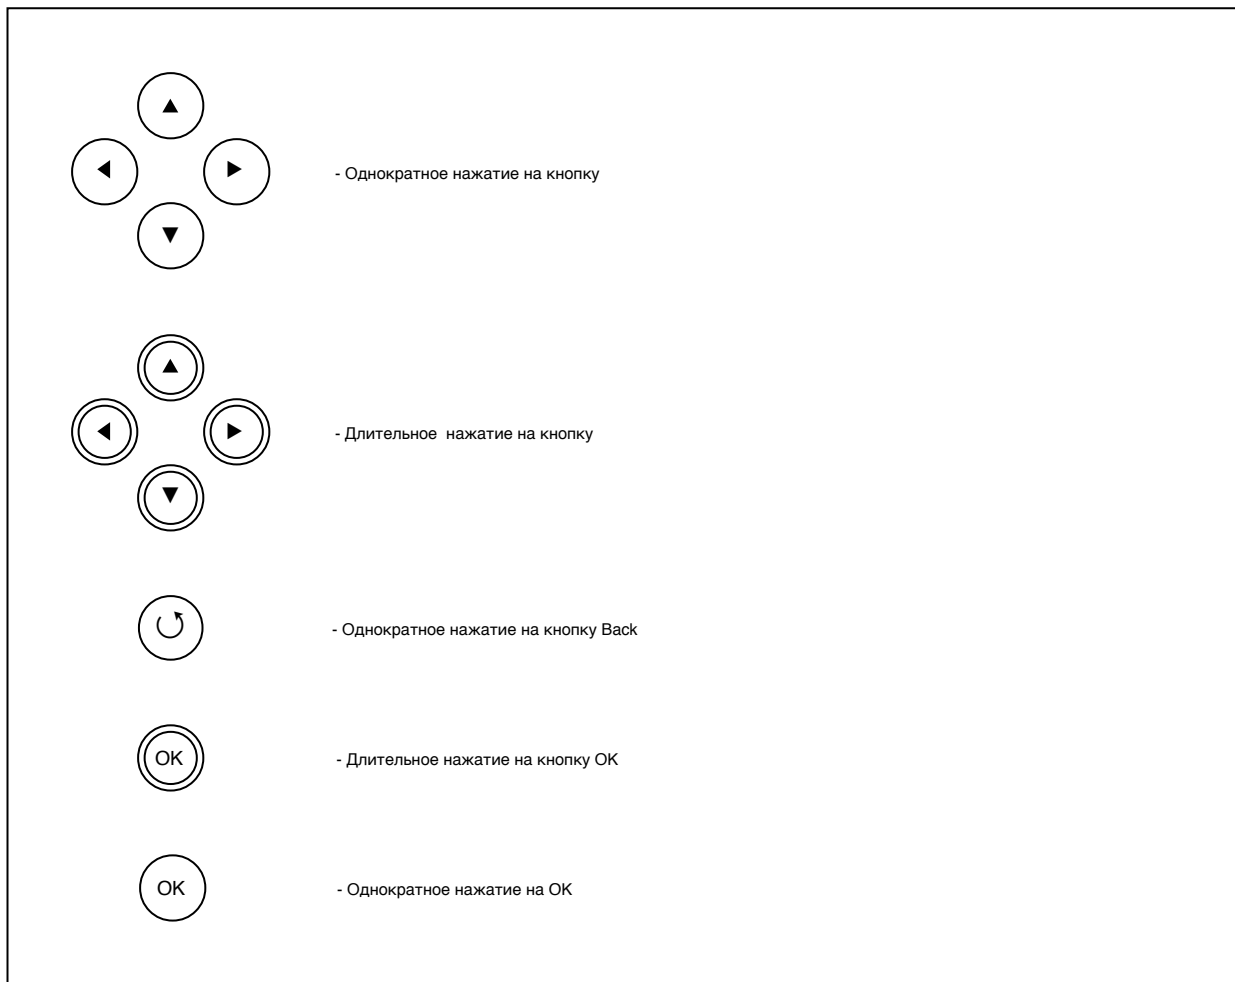 - Однократное нажатие на кнопку
- Длительное  нажатие на кнопку
- Однократное нажатие на кнопку Back
OK
- Длительное нажатие на кнопку OK
OK
- Однократное нажатие на OK